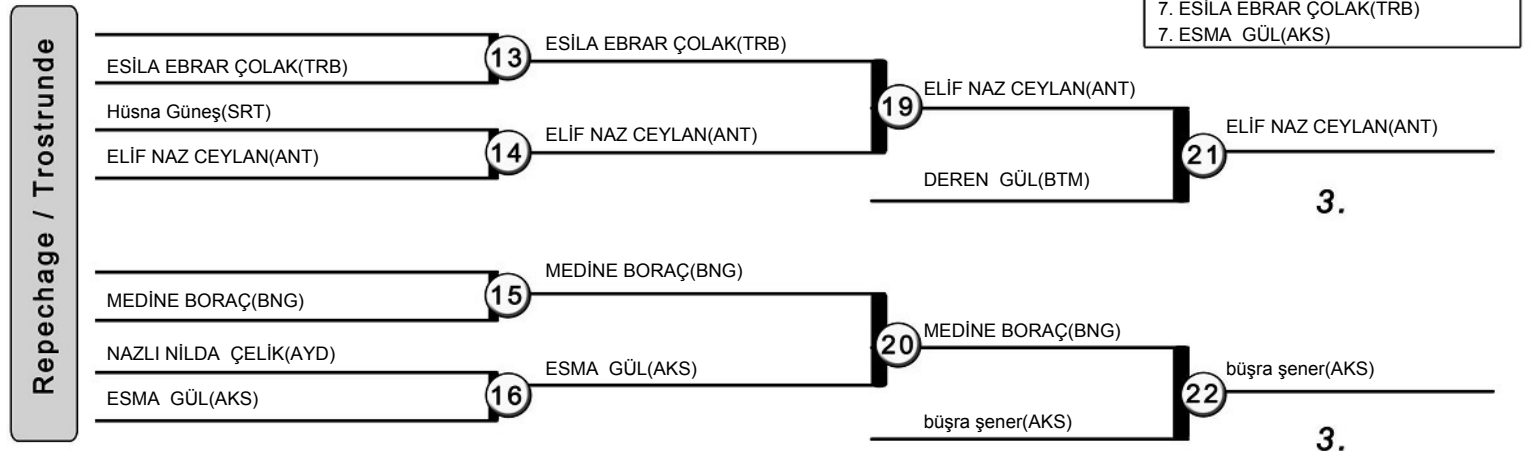 7. ESİLA EBRAR ÇOLAK(TRB)
7. ESMA GÜL(AKS)
Repechage / Trostrunde
ESİLA EBRAR ÇOLAK(TRB)
13
ESİLA EBRAR ÇOLAK(TRB)
Hüsna Güneş(SRT)
ELİF NAZ CEYLAN(ANT)
14
ELİF NAZ CEYLAN(ANT)
19
ELİF NAZ CEYLAN(ANT)
DEREN GÜL(BTM)
21
ELİF NAZ CEYLAN(ANT)
3.
MEDİNE BORAÇ(BNG)
15
MEDİNE BORAÇ(BNG)
NAZLI NILDA ÇELİK(AYD)
ESMA GÜL(AKS)
16
ESMA GÜL(AKS)
20
MEDİNE BORAÇ(BNG)
büşra şener(AKS)
22
büşra şener(AKS)
3.